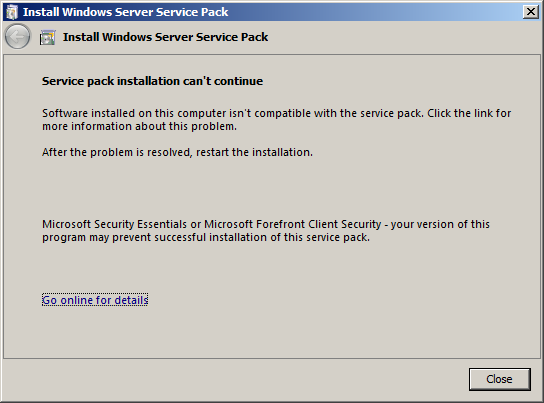 Install Windows Server Service Pack
Install Windows Server Service Pack
Service pack installation can't continue
Software installed on this computer isn't compatible with the service pack. Click the link for
more information about this problem.
After the problem is resolved, restart the installation.
Microsoft Security Essentials or Microsoft Forefront Client Security - your version of this
program may prevent successful installation of this service pack.
Go online for details
Close